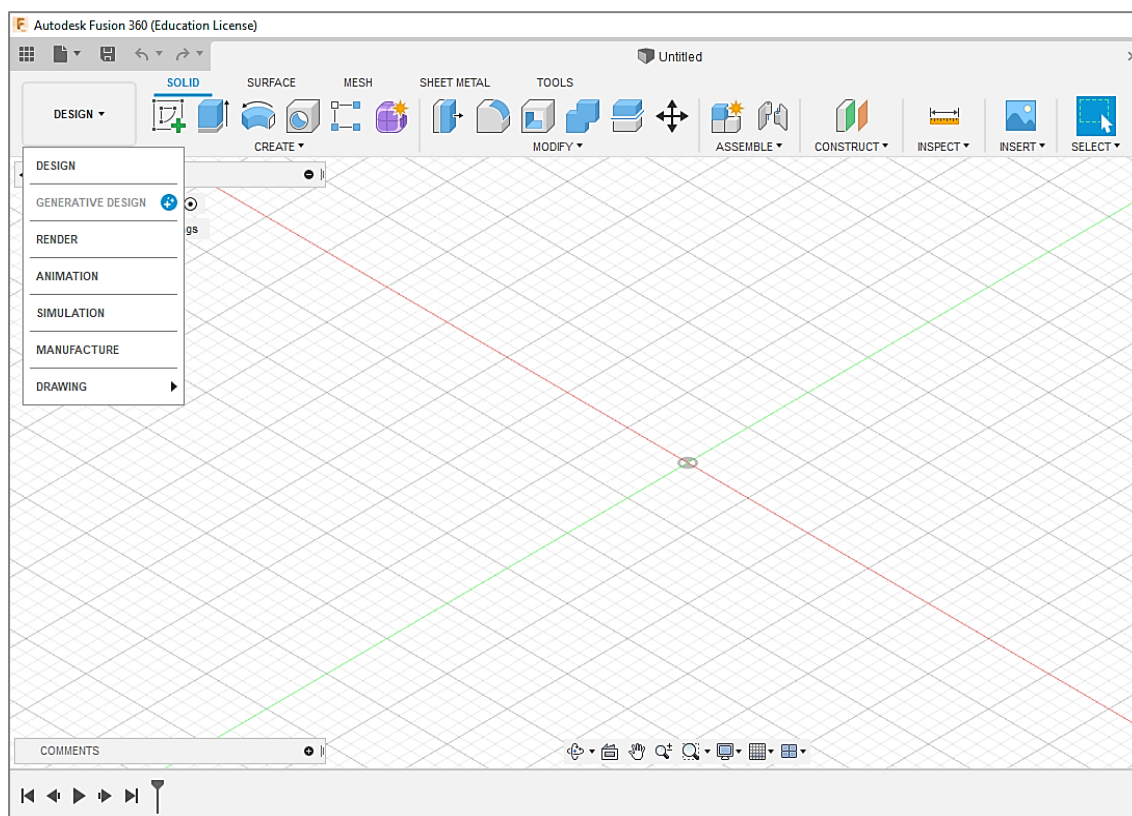 Autodesk Fusion 360 (Education License)
Untitled
SOLID SURFACE MESH SHEET METAL TOOLS
DESIGN
CREATE MODIFY ASSEMBLE CONSTRUCT INSPECT INSERT SELECT
DESIGN
GENERATIVE DESIGN
gs
RENDER
ANIMATION
SIMULATION
MANUFACTURE
DRAWING
COMMENTS